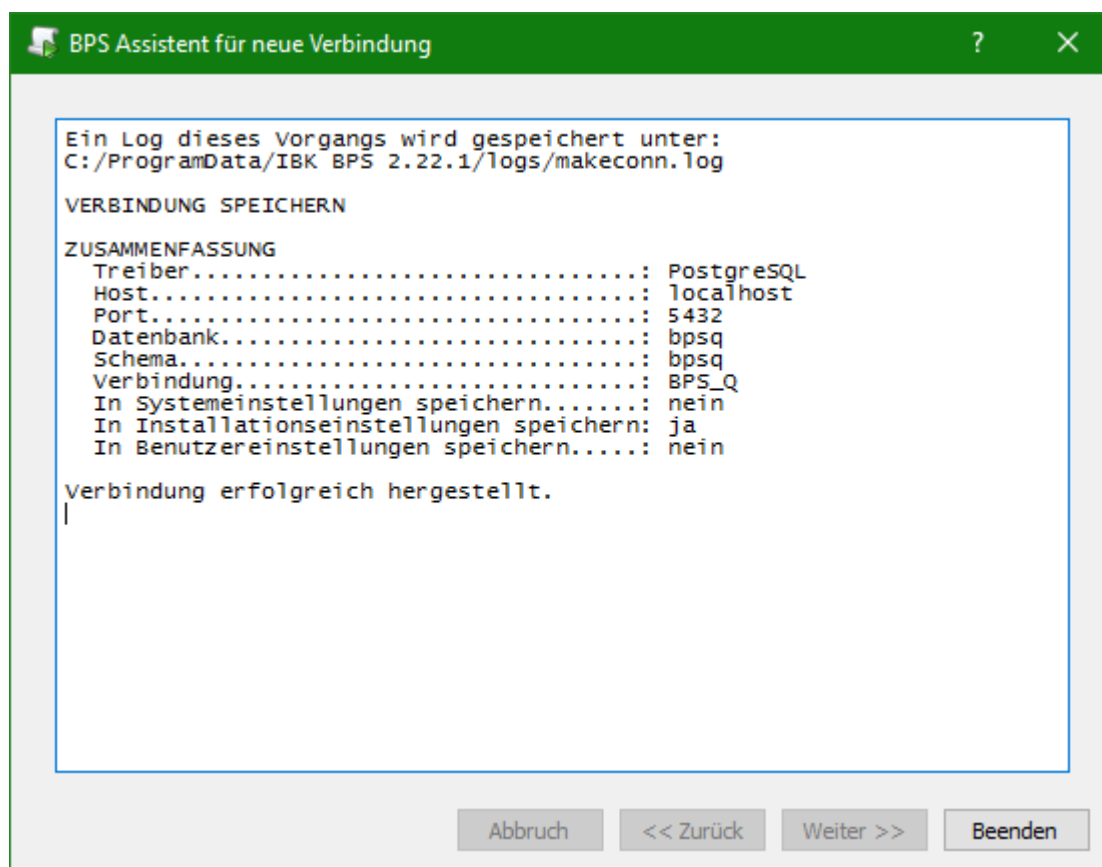 BPS Assistent für neue Verbindung
Ein Log dieses Vorgangs wird gespeichert unter:
C:/ProgramData/IBK BPS 2.22.1/logs/makeconn.log
VERBINDUNG SPEICHERN
ZUSAMMENFASSUNG
Treiber................................: PostgreSQL
Host...................................: localhost
Port...................................: 5432
Datenbank..............................: bpsq
Schema.................................: bpsq
Verbindung.............................: BPS_Q
In Systemeinstellungen speichern.......: nein
In Installationseinstellungen speichern: ja
In Benutzereinstellungen speichern.....: nein
Verbindung erfolgreich hergestellt.
Abbruch << Zurück Weiter >> Beenden